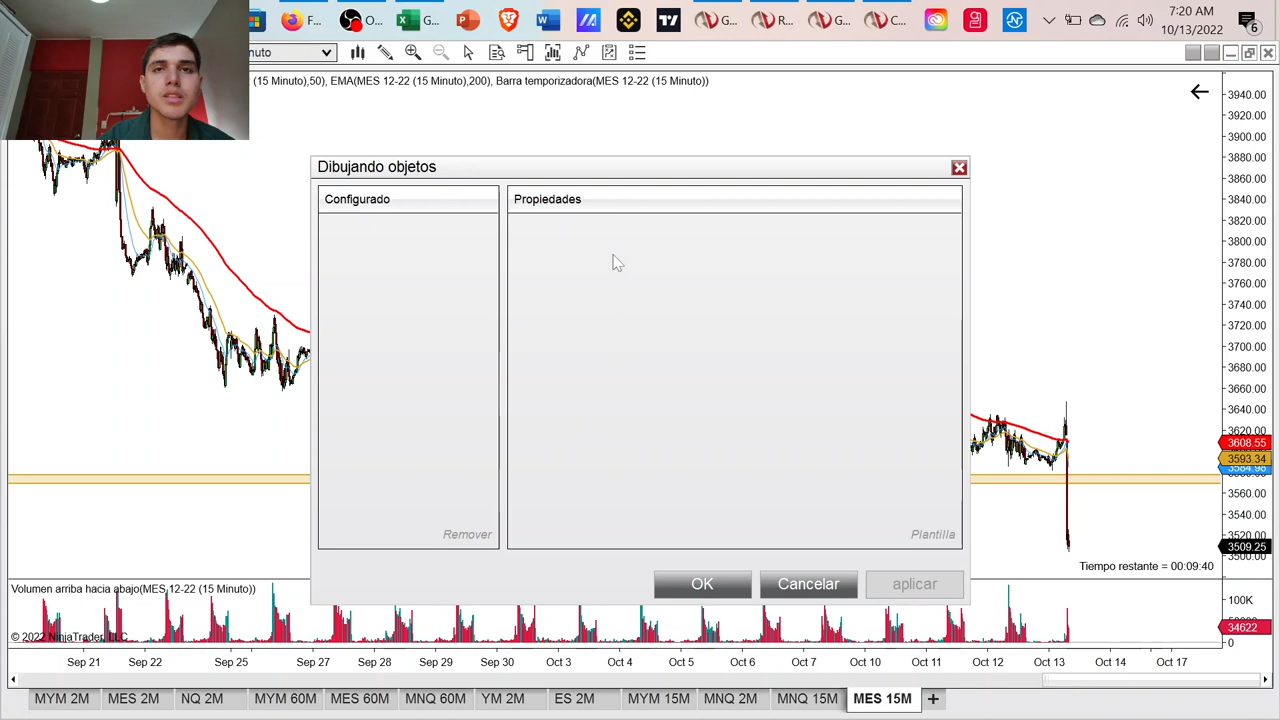 F...
O...
G...
G...
R...
G...
C...
7:20 AM
10/13/2022
6
nuto
(15 Minuto),50), EMA(MES 12-22 (15 Minuto),200), Barra temporizadora(MES 12-22 (15 Minuto))
Dibujando objetos
Configurado
Propiedades
Remover
Plantilla
OK
Cancelar
aplicar
3940.00
3920.00
3900.00
3880.00
3860.00
3840.00
3820.00
3800.00
3780.00
3760.00
3740.00
3720.00
3700.00
3680.00
3660.00
3640.00
3620.00
3608.55
3593.34
3584.98
3560.00
3540.00
3520.00
3509.25
3500.00
Tiempo restante = 00:09:40
Volumen arriba hacia abajo(MES 12-22 (15 Minuto))
100K
34622
0
© 2022 NinjaTrader, LLC
Sep 21 Sep 22 Sep 25 Sep 27 Sep 28 Sep 29 Sep 30 Oct 3 Oct 4 Oct 5 Oct 6 Oct 7 Oct 10 Oct 11 Oct 12 Oct 13 Oct 14 Oct 17
MYM 2M MES 2M NQ 2M MYM 60M MES 60M MNQ 60M YM 2M ES 2M MYM 15M MNQ 2M MNQ 15M MES 15M +